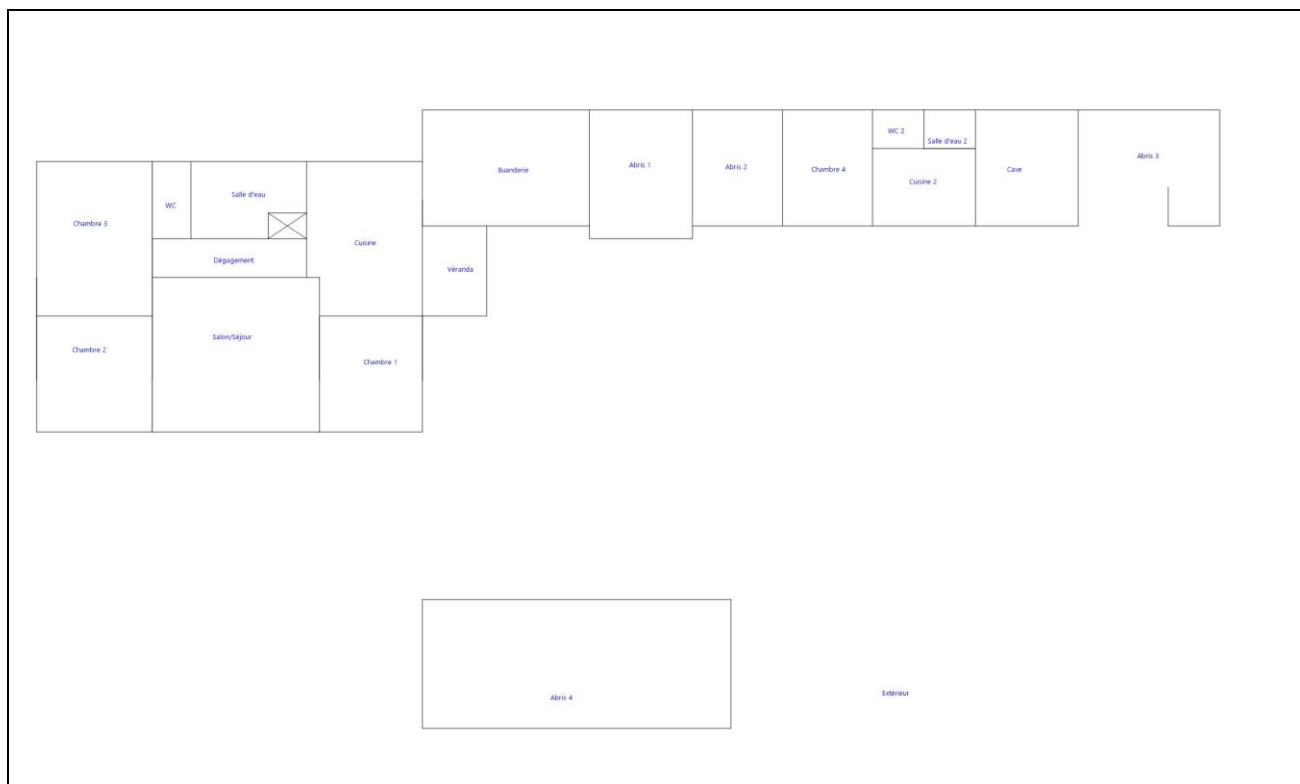 WC 2
Salle d'eau 2
Abris 1
Abris 2
Abris 3
Buanderie
Chambre 4
Cave
Cuisine 2
Salle d'eau
WC
Chambre 3
Cuisine
Dégagement
Véranda
Salon/Séjour
Chambre 2
Chambre 1
Extérieur
Abris 4